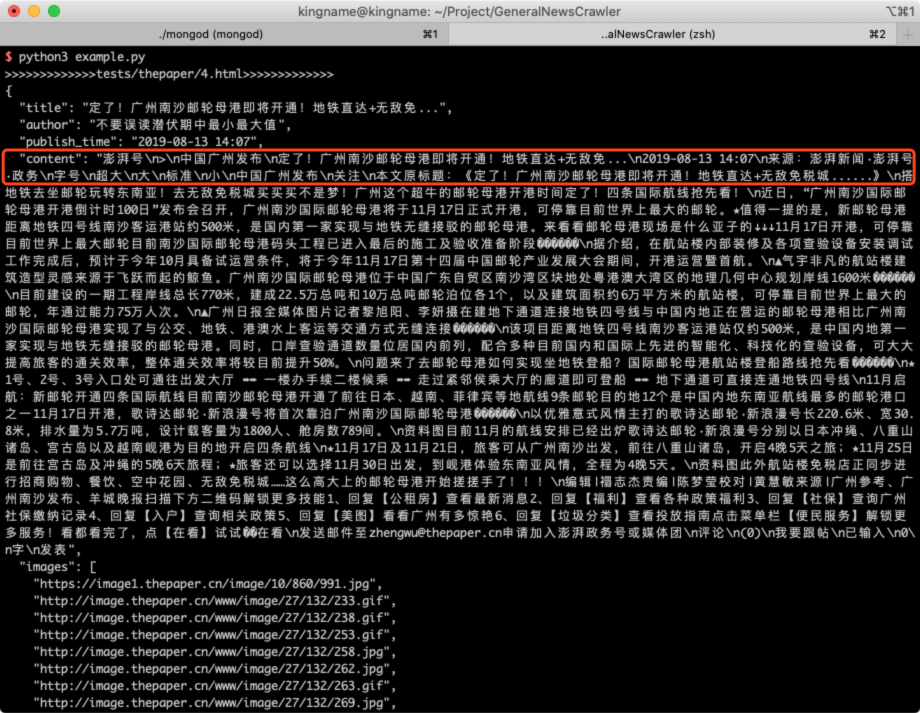 kingname@kingname: ~/Project/GeneralNewsCrawler
⌥⌘1
./mongod (mongod)
⌘1
..alNewsCrawler (zsh)
⌘2
$ python3 example.py
>>>>>>>>>>>>>tests/thepaper/4.html>>>>>>>>>>>>>
{
"title": "定了！广州南沙邮轮母港即将开通！地铁直达+无敌免...",
"author": "不要误读潜伏期中最小最大值",
"publish_time": "2019-08-13 14:07",
"content": "澎湃号\n>\n中国广州发布\n定了！广州南沙邮轮母港即将开通！地铁直达+无敌免...\n2019-08-13 14:07\n来源：澎湃新闻·澎湃号
·政务\n字号\n超大\n大\n标准\n小\n中国广州发布\n关注\n本文原标题：《定了！广州南沙邮轮母港即将开通！地铁直达+无敌免税城......》\n搭
地铁去坐邮轮玩转东南亚！去无敌免税城买买买不是梦！广州这个超牛的邮轮母港开港时间定了！四条国际航线抢先看！\n近日，“广州南沙国际邮
轮母港开港倒计时100日”发布会召开，广州南沙国际邮轮母港将于11月17日正式开港，可停靠目前世界上最大的邮轮。★值得一提的是，新邮轮母港
距离地铁四号线南沙客运港站约500米，是国内第一家实现与地铁无缝接驳的邮轮母港。来看看邮轮母港现场是什么亚子的↓↓↓11月17日开港，可停靠
目前世界上最大邮轮目前南沙国际邮轮母港码头工程已进入最后的施工及验收准备阶段������\n据介绍，在航站楼内部装修及各项查验设备安装调试
工作完成后，预计于今年10月具备试运营条件，将于今年11月17日第十四届中国邮轮产业发展大会期间，开港运营暨首航。\n▲气宇非凡的航站楼建
筑造型灵感来源于飞跃而起的鲸鱼。广州南沙国际邮轮母港位于中国广东自贸区南沙湾区块地处粤港澳大湾区的地理几何中心规划岸线1600米������
\n目前建设的一期工程岸线总长770米，建成22.5万总吨和10万总吨邮轮泊位各1个，以及建筑面积约6万平方米的航站楼，可停靠目前世界上最大的
邮轮，年通过能力75万人次。\n▲广州日报全媒体图片记者黎旭阳、李妍摄在建地下通道连接地铁四号线与中国内地正在营运的邮轮母港相比广州南
沙国际邮轮母港实现了与公交、地铁、港澳水上客运等交通方式无缝连接������\n该项目距离地铁四号线南沙客运港站仅约500米，是中国内地第一
家实现与地铁无缝接驳的邮轮母港。同时，口岸查验通道数量位居国内前列，配合多种目前国内和国际上先进的智能化、科技化的查验设备，可大大
提高旅客的通关效率，整体通关效率将较目前提升50%。\n问题来了去邮轮母港如何实现坐地铁登船？国际邮轮母港航站楼登船路线抢先看������\n★
1号、2号、3号入口处可通往出发大厅 ➡➡ 一楼办手续二楼候乘 ➡➡ 走过紧邻侯乘大厅的廊道即可登船 ➡➡ 地下通道可直接连通地铁四号线\n11月启
航：新邮轮开通四条国际航线目前南沙邮轮母港开通了前往日本、越南、菲律宾等地航线9条邮轮目的地12个是中国内地东南亚航线最多的邮轮港口
之一11月17日开港，歌诗达邮轮·新浪漫号将首次靠泊广州南沙国际邮轮母港������\n以优雅意式风情主打的歌诗达邮轮·新浪漫号长220.6米、宽30.
8米，排水量为5.7万吨，设计载客量为1800人、舱房数789间。\n资料图目前11月的航线安排已经出炉歌诗达邮轮·新浪漫号分别以日本冲绳、八重山
诸岛、宫古岛以及越南岘港为目的地开启四条航线\n★11月17日及11月21日，旅客可从广州南沙出发，前往八重山诸岛，开启4晚5天之旅；★11月25日
是前往宫古岛及冲绳的5晚6天旅程；★旅客还可以选择11月30日出发，到岘港体验东南亚风情，全程为4晚5天。\n资料图此外航站楼免税店正同步进
行招商购物、餐饮、空中花园、无敌免税城……这么高大上的邮轮母港开始搓搓手了！！！\n编辑|禤志杰责编|陈梦莹校对|黄慧敏来源|广州参考、广
州南沙发布、羊城晚报扫描下方二维码解锁更多技能1、回复【公租房】查看最新消息2、回复【福利】查看各种政策福利3、回复【社保】查询广州
社保缴纳记录4、回复【入户】查询相关政策5、回复【美图】看看广州有多惊艳6、回复【垃圾分类】查看投放指南点击菜单栏【便民服务】解锁更
多服务！看都看完了，点【在看】试试��在看\n发送邮件至zhengwu@thepaper.cn申请加入澎湃政务号或媒体团\n评论\n(0)\n我要跟帖\n已输入\n0\
n字\n发表",
"images": [
"https://image1.thepaper.cn/image/10/860/991.jpg",
"http://image.thepaper.cn/www/image/27/132/233.gif",
"http://image.thepaper.cn/www/image/27/132/238.gif",
"http://image.thepaper.cn/www/image/27/132/253.gif",
"http://image.thepaper.cn/www/image/27/132/258.jpg",
"http://image.thepaper.cn/www/image/27/132/262.jpg",
"http://image.thepaper.cn/www/image/27/132/263.gif",
"http://image.thepaper.cn/www/image/27/132/269.jpg",